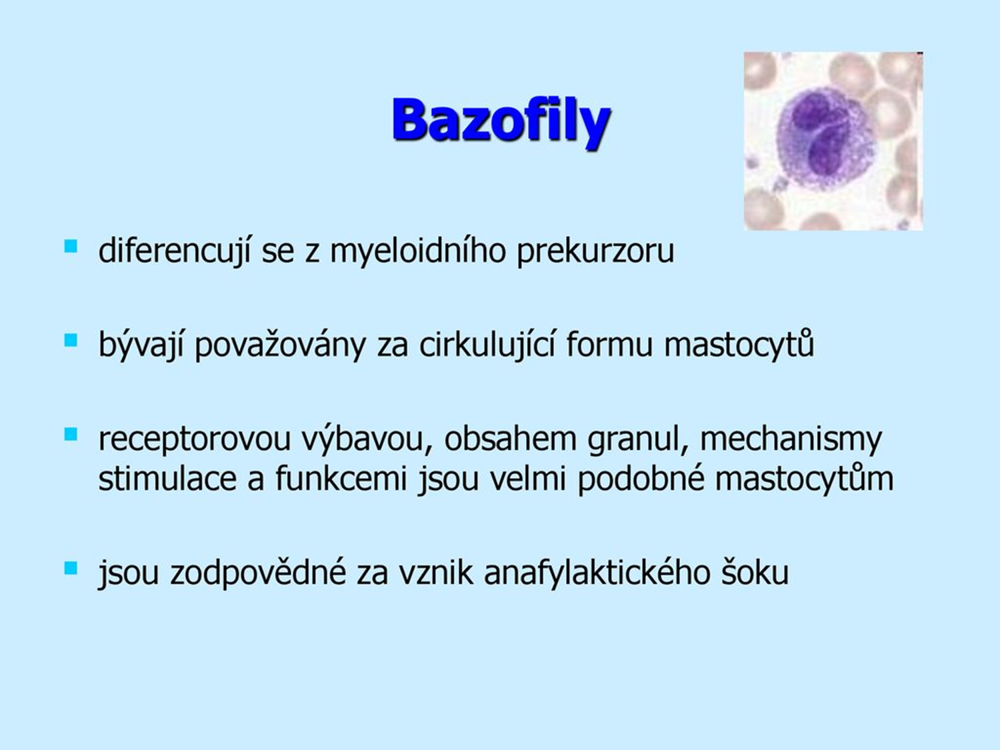 Bazofily
diferencují se z myeloidního prekurzoru
bývají považovány za cirkulující formu mastocytů
receptorovou výbavou, obsahem granul, mechanismy
stimulace a funkcemi jsou velmi podobné mastocytům
jsou zodpovědné za vznik anafylaktického šoku